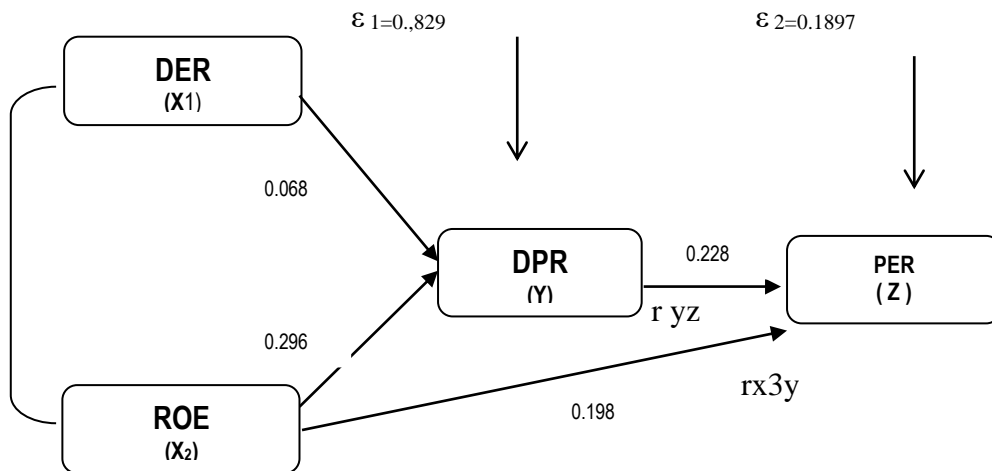 ε 1=0.,829
ε 2=0.1897
DER
(X1)
0.068
DPR
(Y)
0.228
r yz
PER
( Z )
0.296
rx3y
0.198
ROE
(X2)